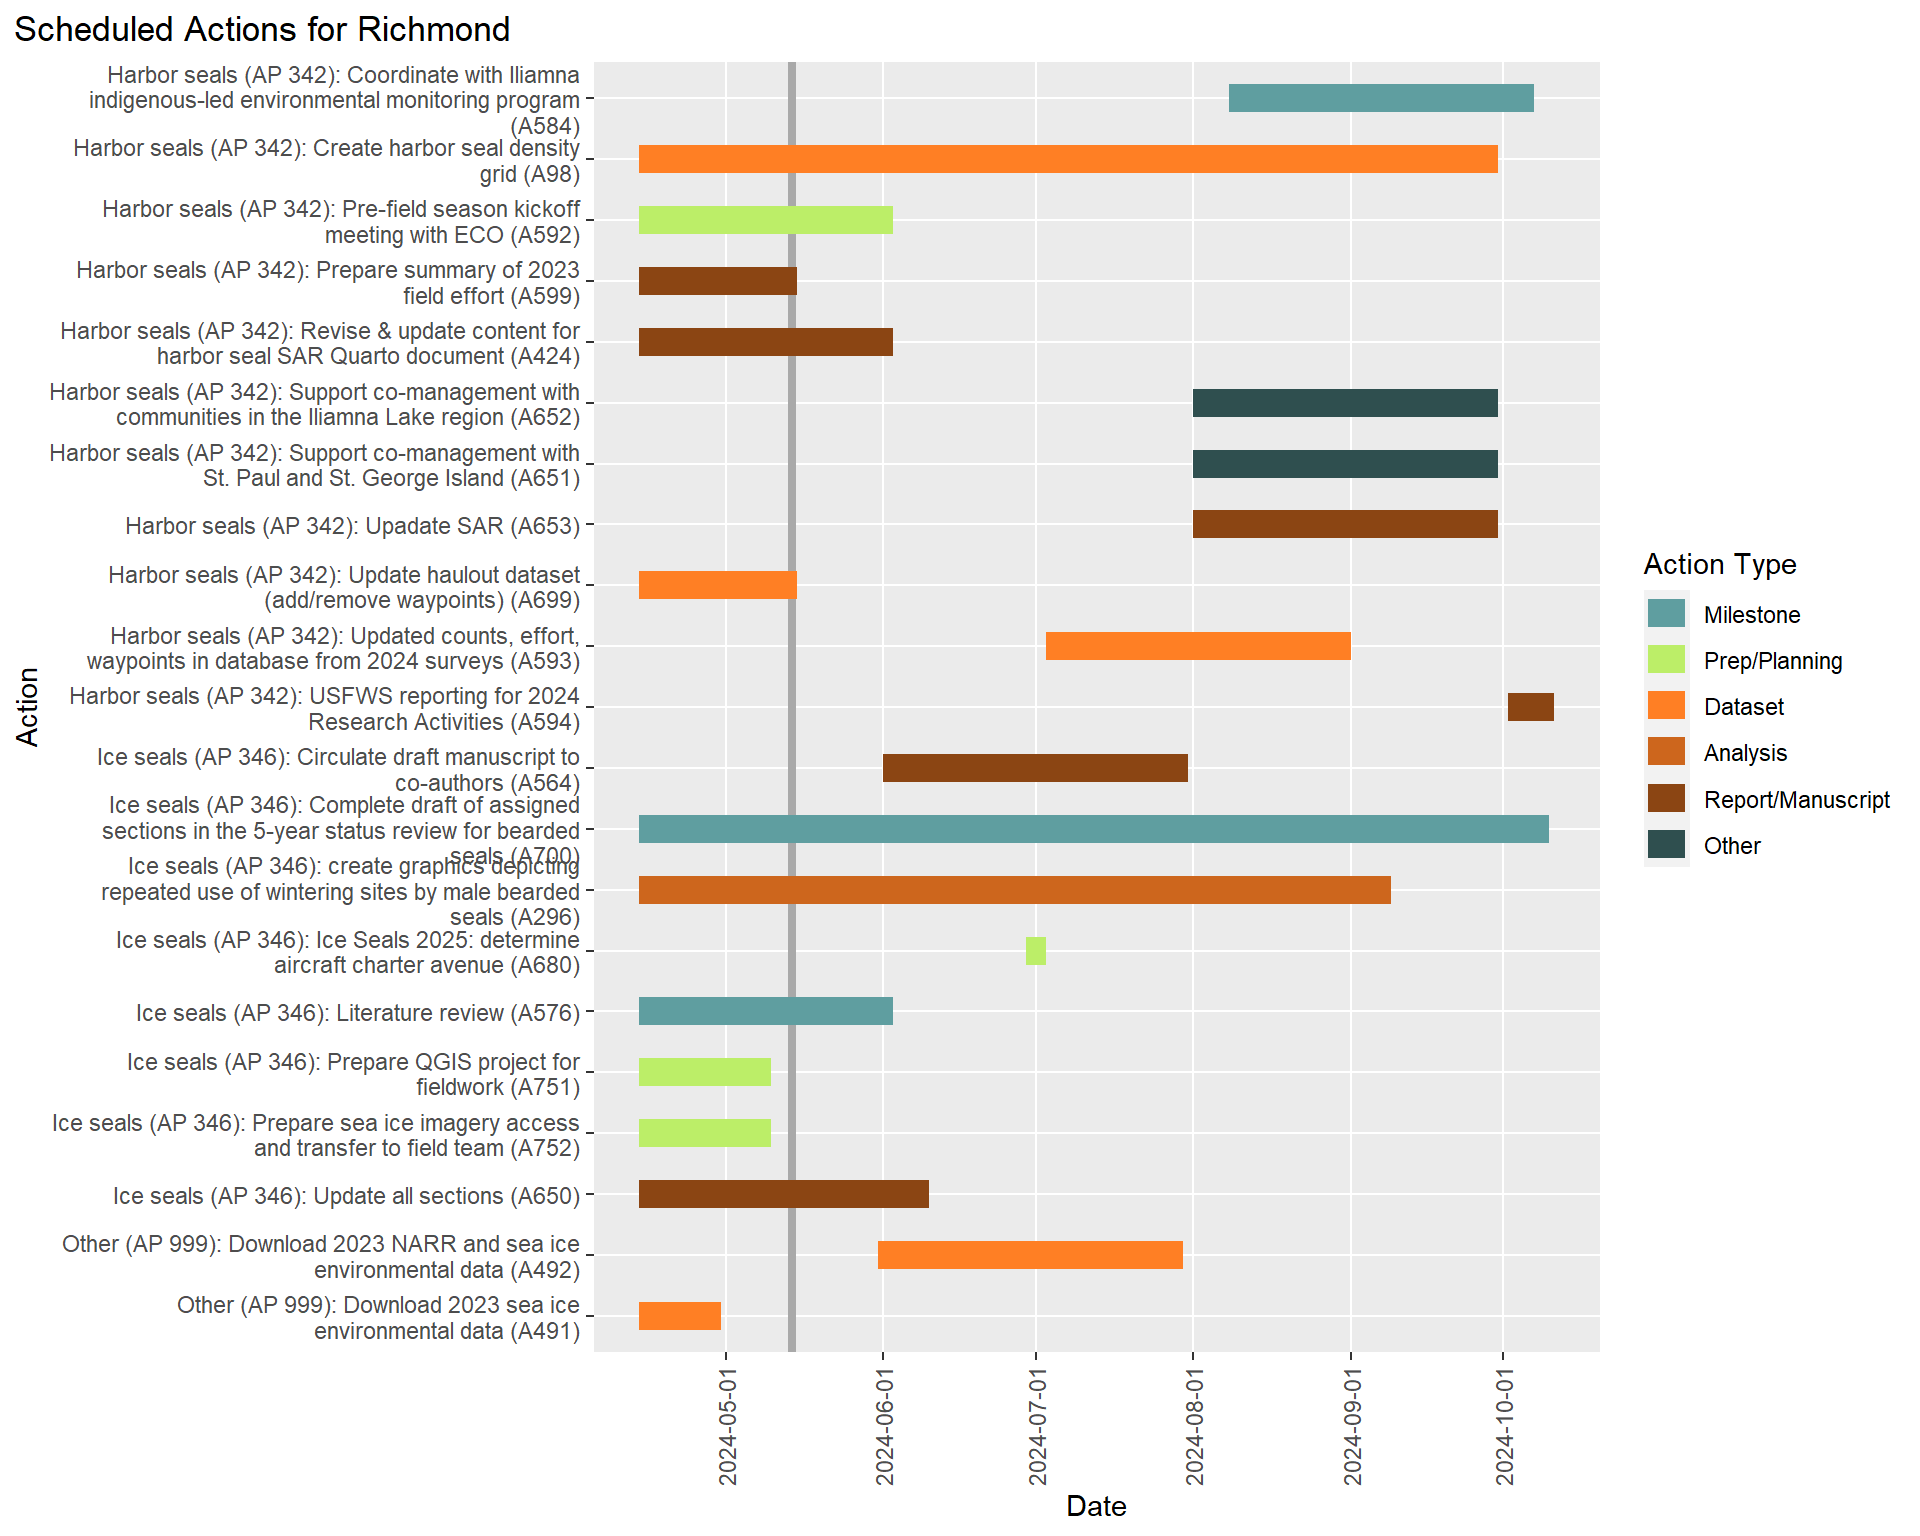 Scheduled Actions for Richmond
Harbor seals (AP 342): Coordinate with Iliamna
indigenous-led environmental monitoring program
(A584)
Harbor seals (AP 342): Create harbor seal density
grid (A98)
Harbor seals (AP 342): Pre-field season kickoff
meeting with ECO (A592)
Harbor seals (AP 342): Prepare summary of 2023
field effort (A599)
Harbor seals (AP 342): Revise & update content for
harbor seal SAR Quarto document (A424)
Harbor seals (AP 342): Support co-management with
communities in the Iliamna Lake region (A652)
Harbor seals (AP 342): Support co-management with
St. Paul and St. George Island (A651)
Harbor seals (AP 342): Upadate SAR (A653)
Harbor seals (AP 342): Update haulout dataset
(add/remove waypoints) (A699)
Harbor seals (AP 342): Updated counts, effort,
waypoints in database from 2024 surveys (A593)
Harbor seals (AP 342): USFWS reporting for 2024
Research Activities (A594)
Ice seals (AP 346): Circulate draft manuscript to
co-authors (A564)
Ice seals (AP 346): Complete draft of assigned
sections in the 5-year status review for bearded
seals (A700)
Ice seals (AP 346): create graphics depicting
repeated use of wintering sites by male bearded
seals (A296)
Ice seals (AP 346): Ice Seals 2025: determine
aircraft charter avenue (A680)
Ice seals (AP 346): Literature review (A576)
Ice seals (AP 346): Prepare QGIS project for
fieldwork (A751)
Ice seals (AP 346): Prepare sea ice imagery access
and transfer to field team (A752)
Ice seals (AP 346): Update all sections (A650)
Other (AP 999): Download 2023 NARR and sea ice
environmental data (A492)
Other (AP 999): Download 2023 sea ice
environmental data (A491)
Action
2024-05-01
2024-06-01
2024-07-01
2024-08-01
2024-09-01
2024-10-01
Date
Action Type
Milestone
Prep/Planning
Dataset
Analysis
Report/Manuscript
Other